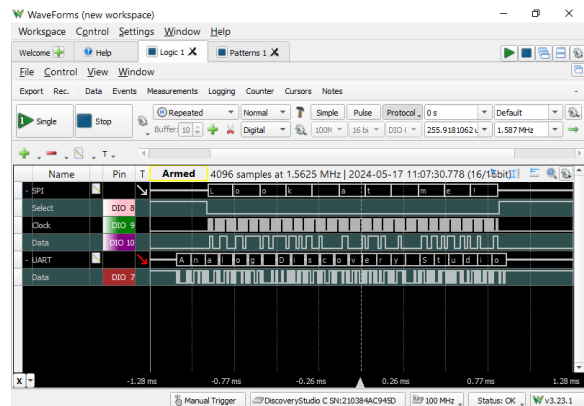 WaveForms (new workspace)
Workspace Control Settings Window Help
Welcome Help Logic 1 Patterns 1
File Control View Window
Export Rec. Data Events Measurements Logging Counter Cursors Notes
Single Stop Repeated Normal Simple Pulse Protocol 0 s Default
Buffer: 10 Digital 100M 16 bi DIO ( 255.9181062 u 1.587 MHz
T
Name Pin T Armed 4096 samples at 1.5625 MHz | 2024-05-17 11:07:30.778 (16/16bit)
SPI L o o k a t m e !
Select DIO 8
Clock DIO 9
Data DIO 10
UART A n a l o g D i s c o v e r y S t u d i o
Data DIO 7
X -1.28 ms -0.77 ms -0.26 ms 0.26 ms 0.77 ms 1.28 ms
Manual Trigger DiscoveryStudio C SN:210384AC945D 100 MHz Status: OK v3.23.1